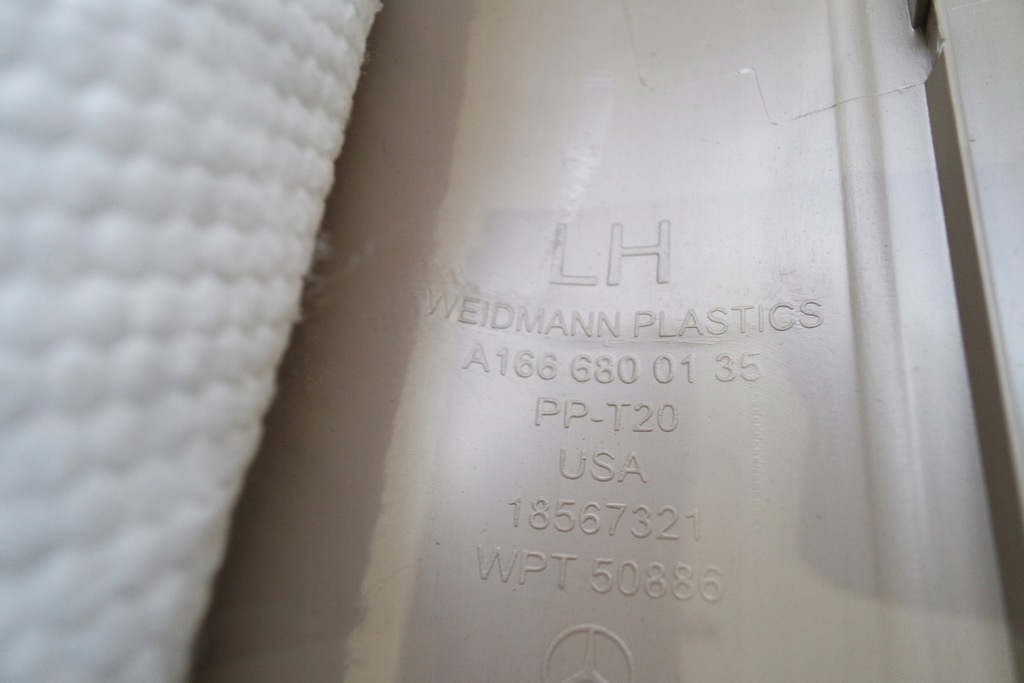 LH
WEIDMANN PLASTICS
A166 680 01 35
PP-T20
USA
18567321
WPT 50886